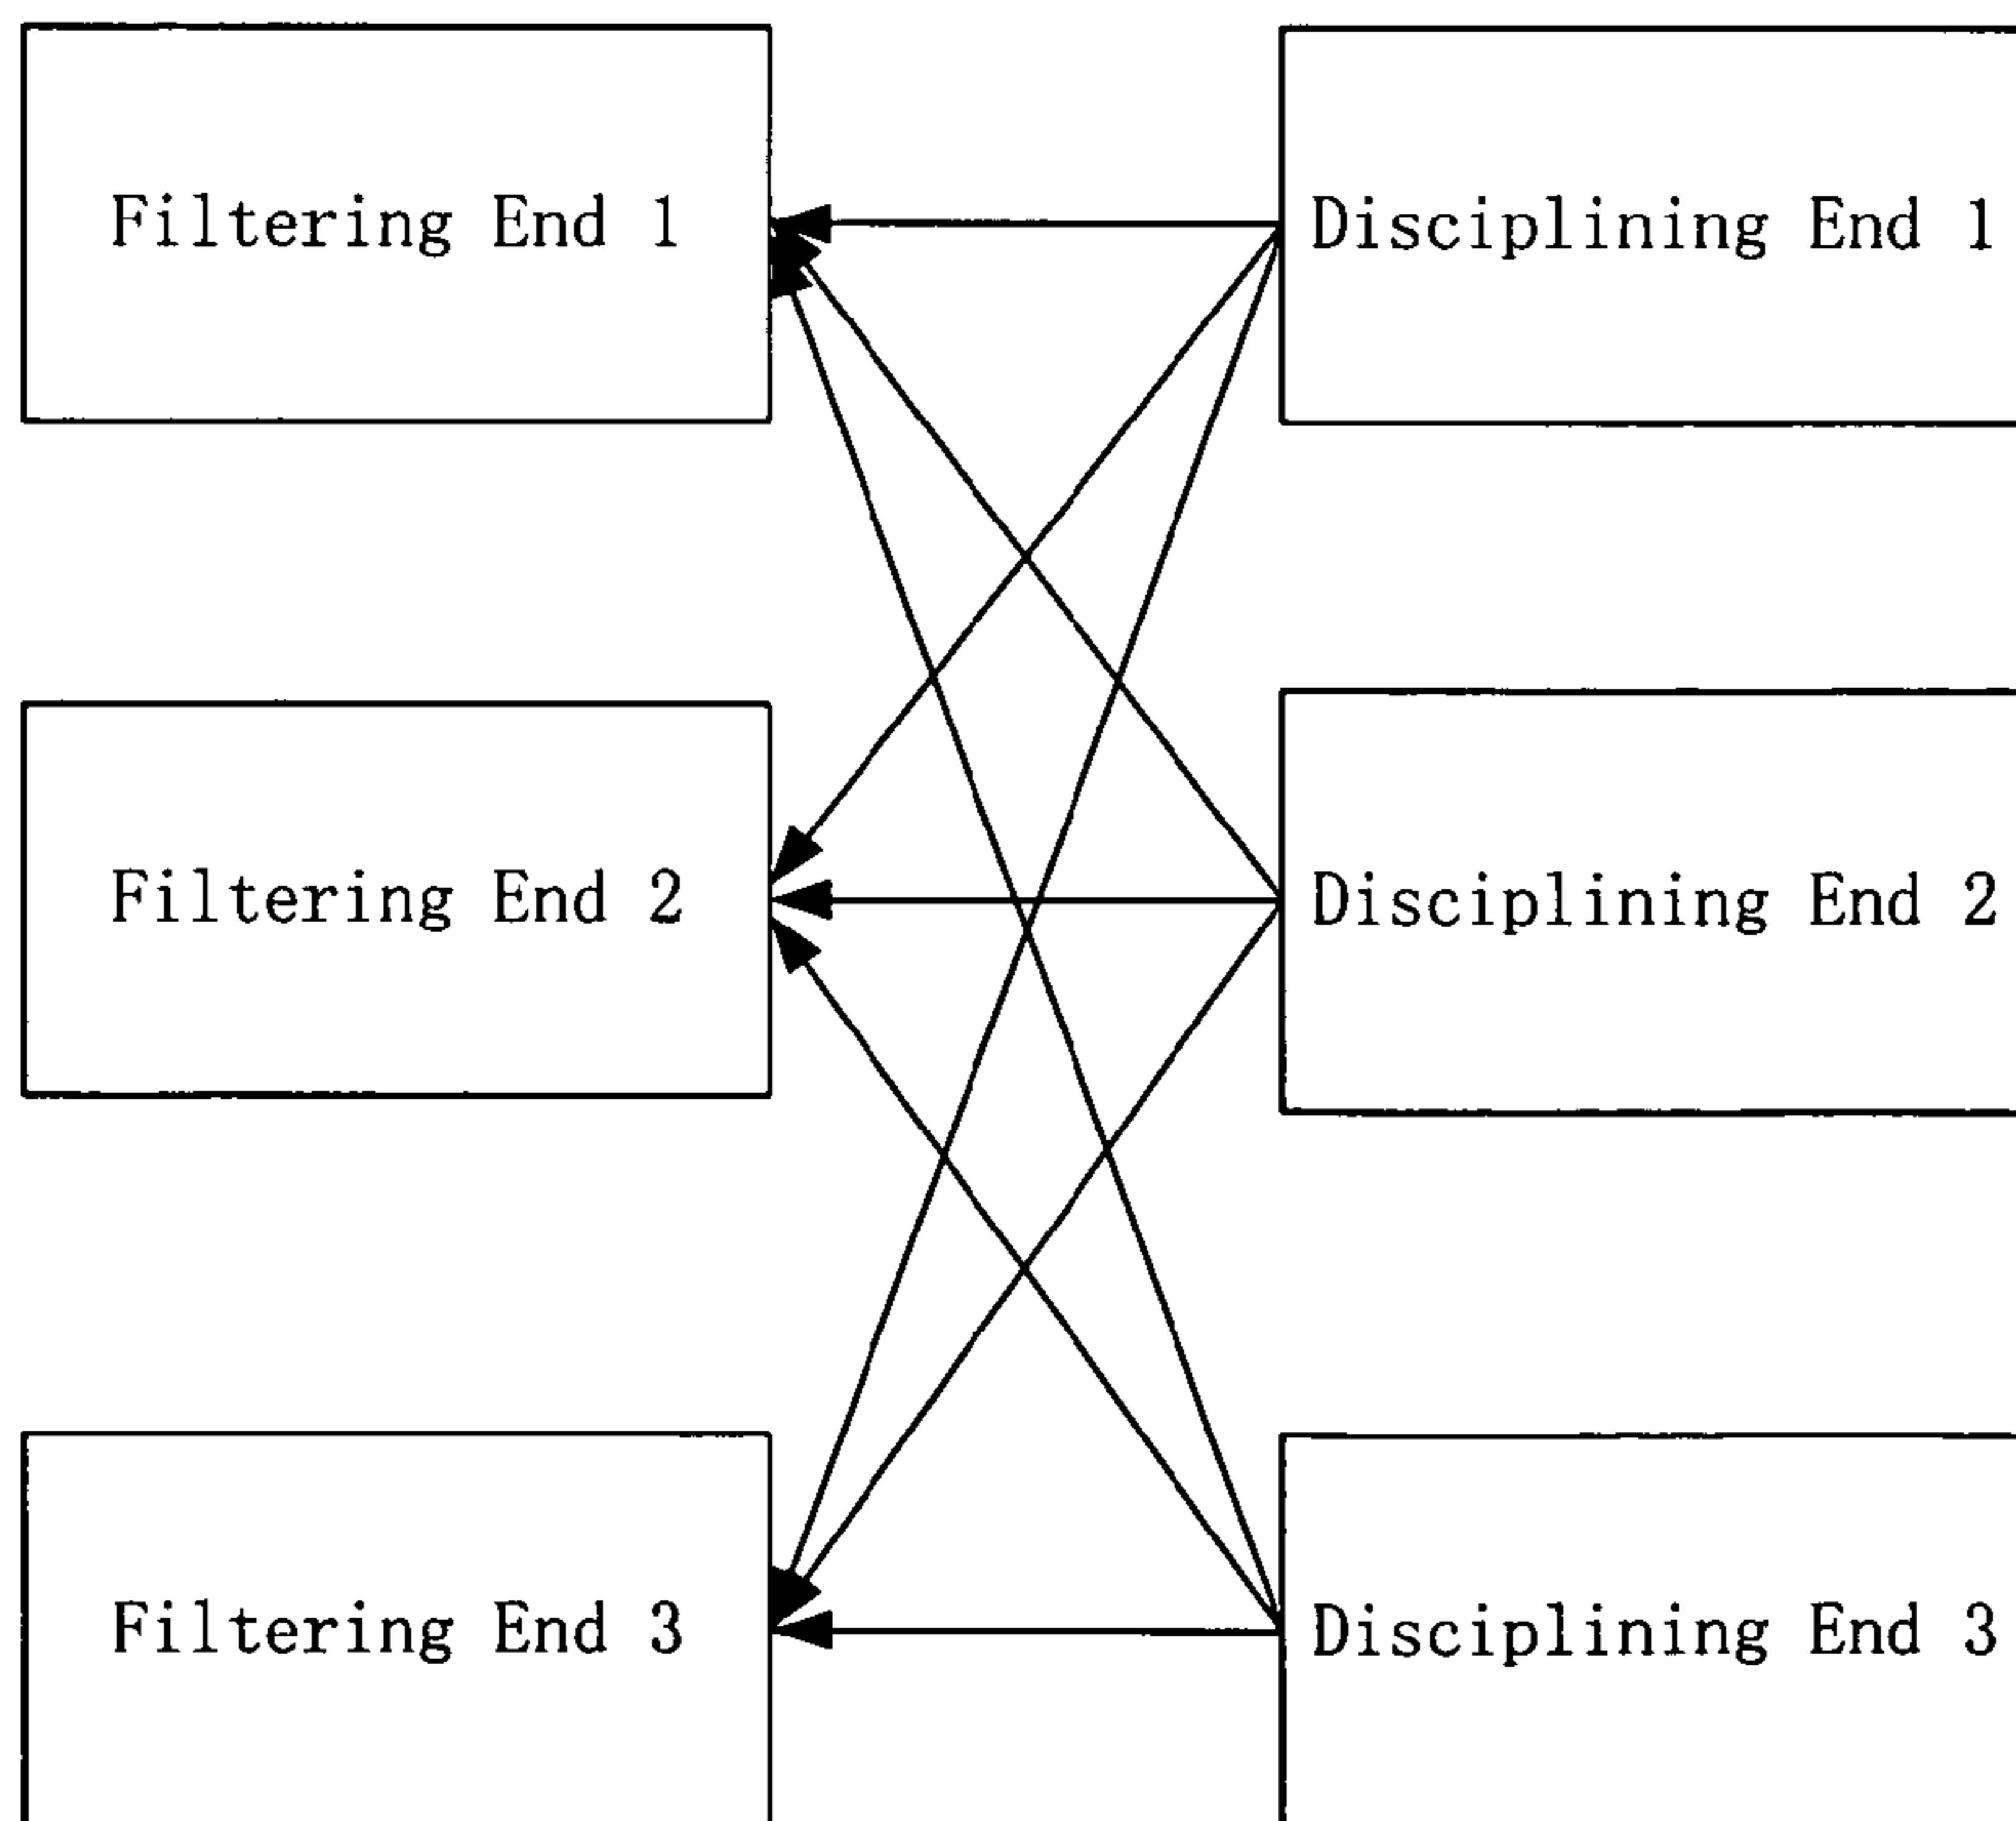 Filtering End 1
Disciplining End 1
Filtering End 2
Disciplining End 2
Filtering End 3
Disciplining End 3